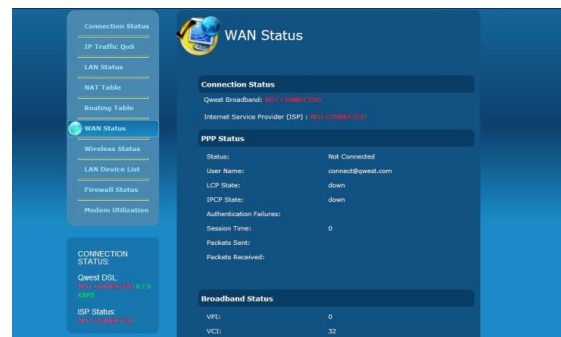 Connection Status
IP Traffic QoS
LAN Status
NAT Table
Routing Table
WAN Status
Wireless Status
LAN Device List
Firewall Status
Modem Utilization
CONNECTION STATUS:
Qwest DSL:
NOT CONNECTED 0 / 0
KBPS
ISP Status:
NOT CONNECTED
WAN Status
Connection Status
Qwest Broadband: NOT CONNECTED
Internet Service Provider (ISP) : NOT CONNECTED
PPP Status
Status: Not Connected
User Name: connect@qwest.com
LCP State: down
IPCP State: down
Authentication Failures:
Session Time: 0
Packets Sent:
Packets Received:
Broadband Status
VPI: 0
VCI: 32